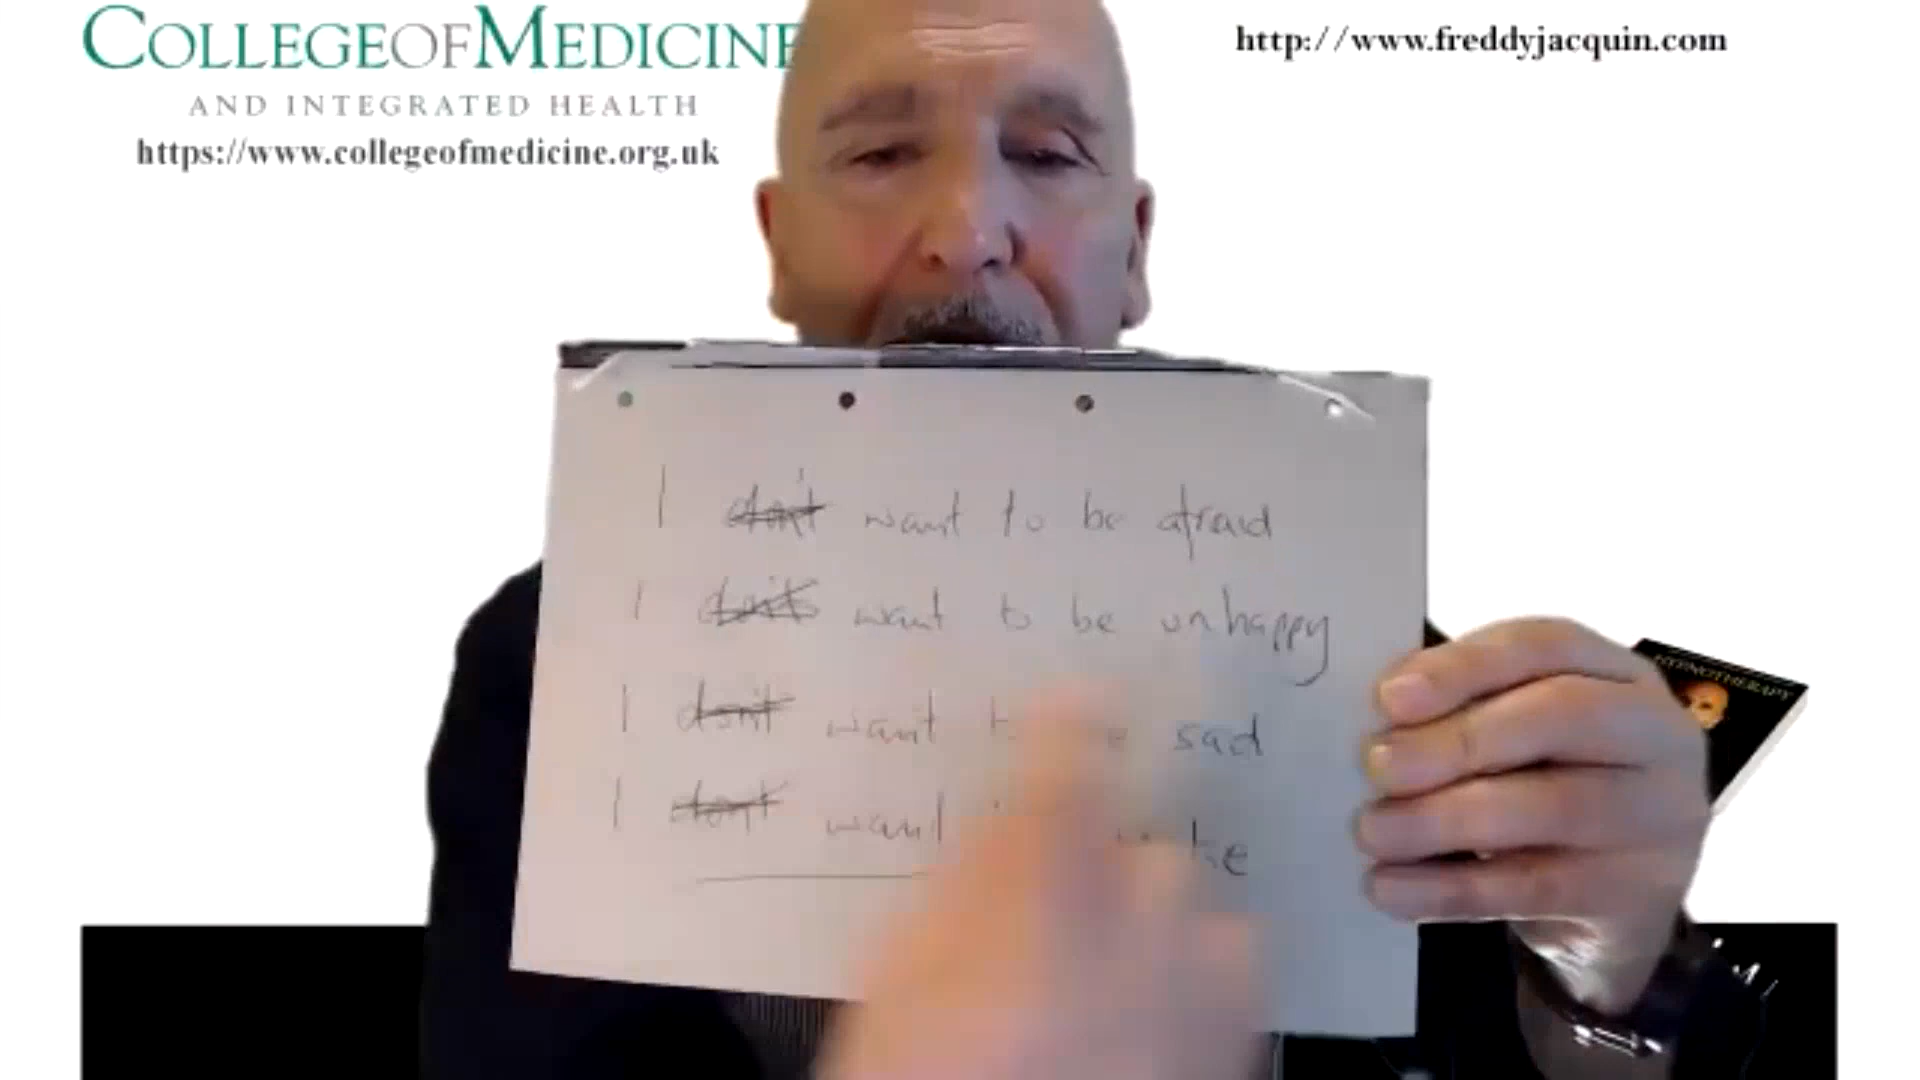 COLLEGEOFMEDICINE
AND INTEGRATED HEALTH
https://www.collegeofmedicine.org.uk
http://www.freddyjacquin.com
I don't want to be afraid
I don't want to be unhappy
I don't want sad
I don't want
HYPNOTHERAPY